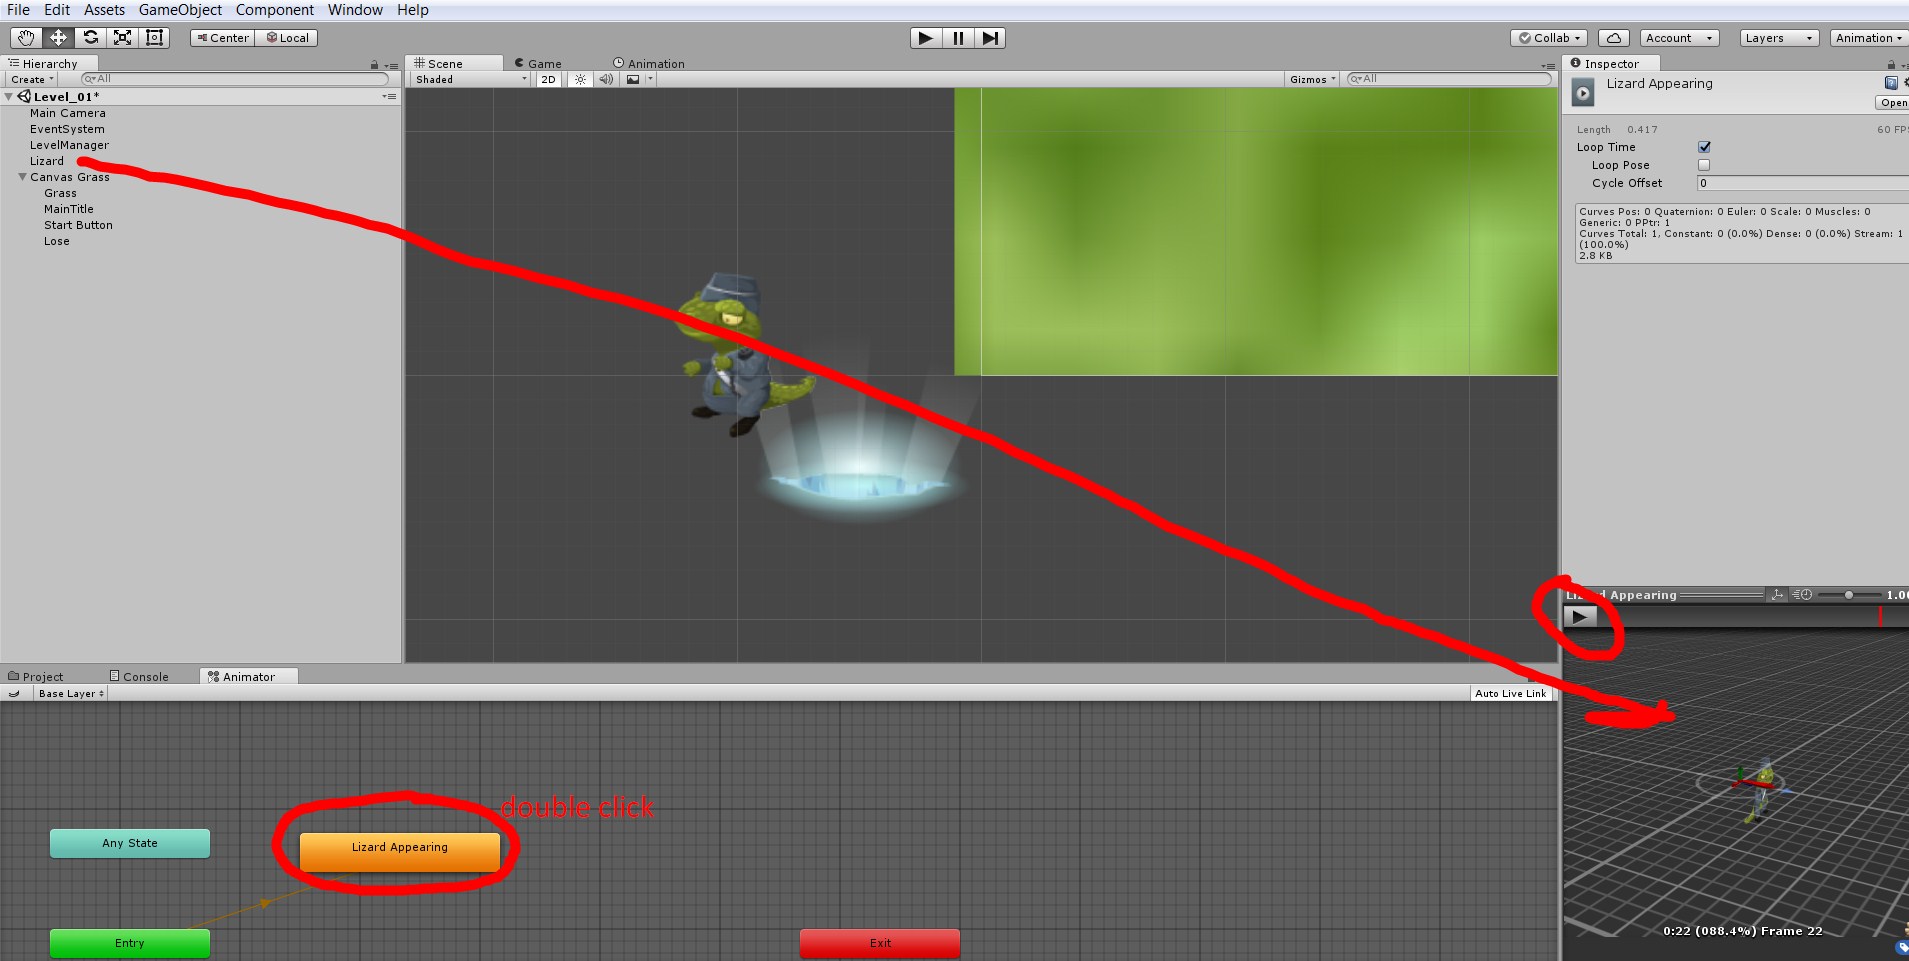 File Edit Assets GameObject Component Window Help
Center Local
Collab Account Layers Animation
Hierarchy
Create All
Level_01*
Main Camera
EventSystem
LevelManager
Lizard
Canvas Grass
Grass
MainTitle
Start Button
Lose
Scene Game Animation
Shaded 2D Gizmos All
Inspector
Lizard Appearing
Open
Length 0.417 60 FPS
Loop Time
Loop Pose
Cycle Offset 0
Curves Pos: 0 Quaternion: 0 Euler: 0 Scale: 0 Muscles: 0
Generic: 0 PPtr: 1
Curves Total: 1, Constant: 0 (0.0%) Dense: 0 (0.0%) Stream: 1
(100.0%)
2.8 KB
Lizard Appearing 1.00
0:22 (088.4%) Frame 22
Project Console Animator
Base Layer Auto Live Link
double click
Any State
Lizard Appearing
Entry
Exit